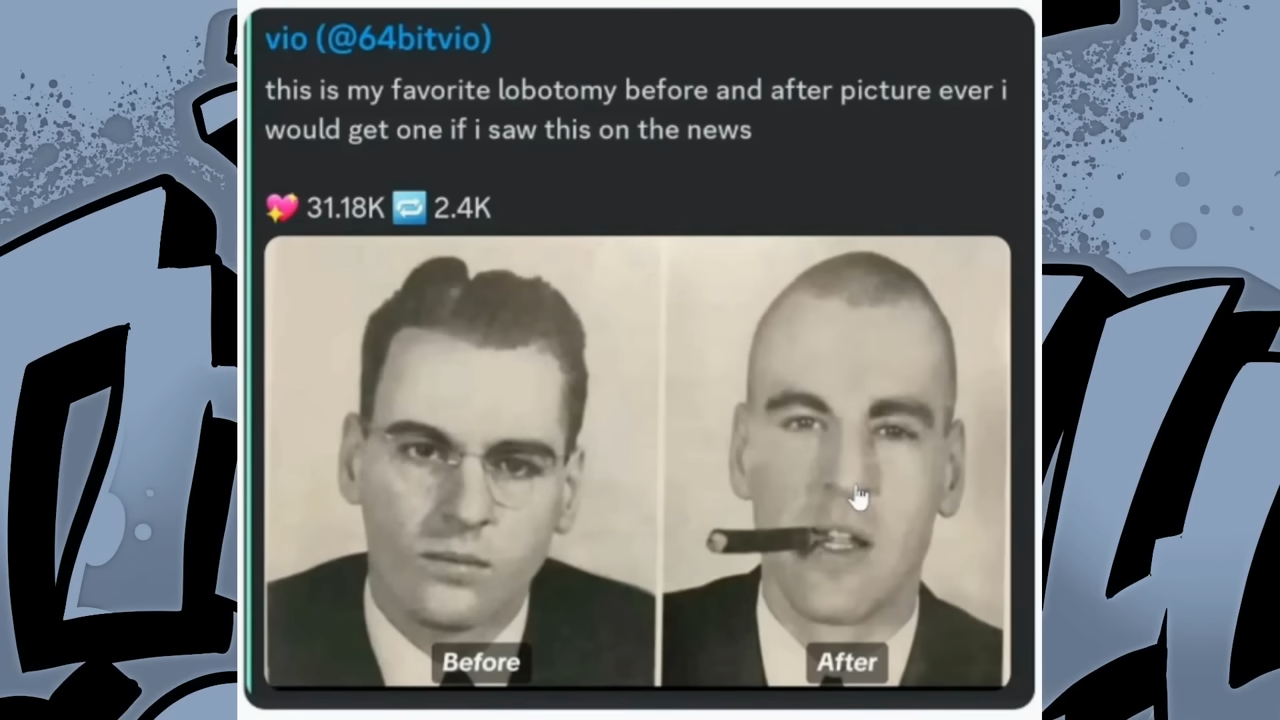 vio (@64bitvio)
this is my favorite lobotomy before and after picture ever i
would get one if i saw this on the news
31.18K 2.4K
Before
After